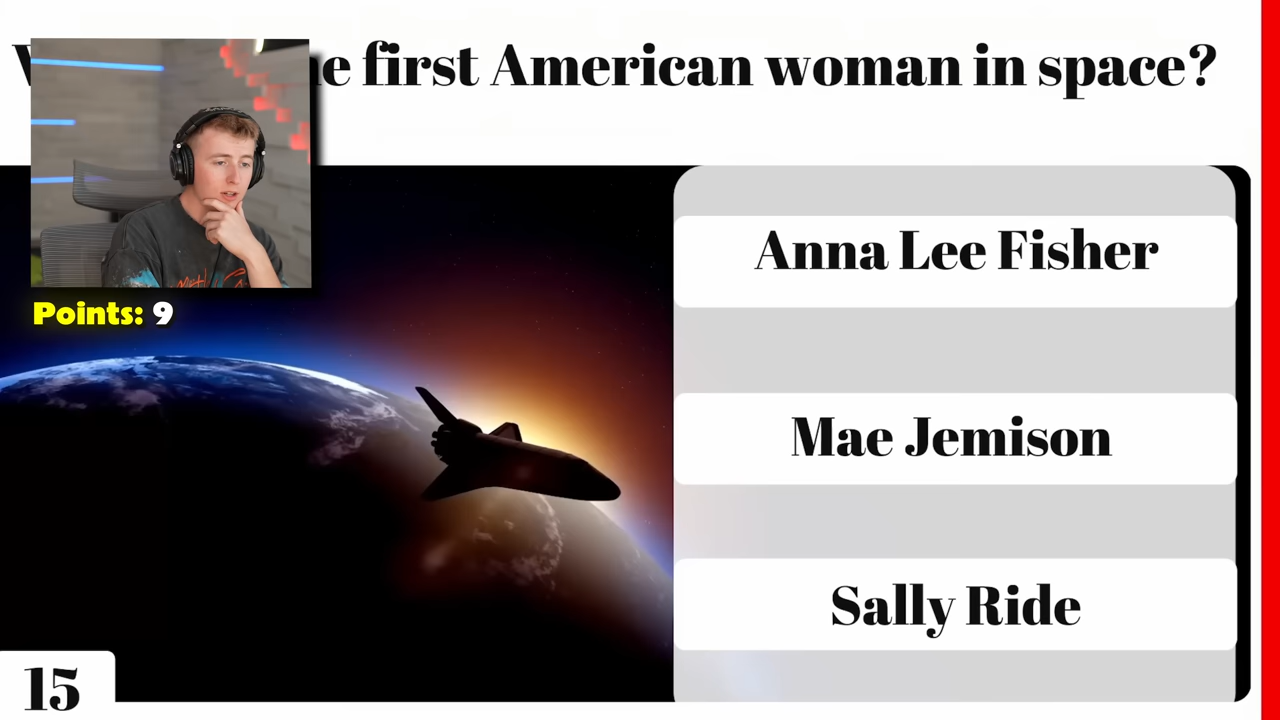 first American woman in space?
Points: 9
Anna Lee Fisher
Mae Jemison
Sally Ride
15